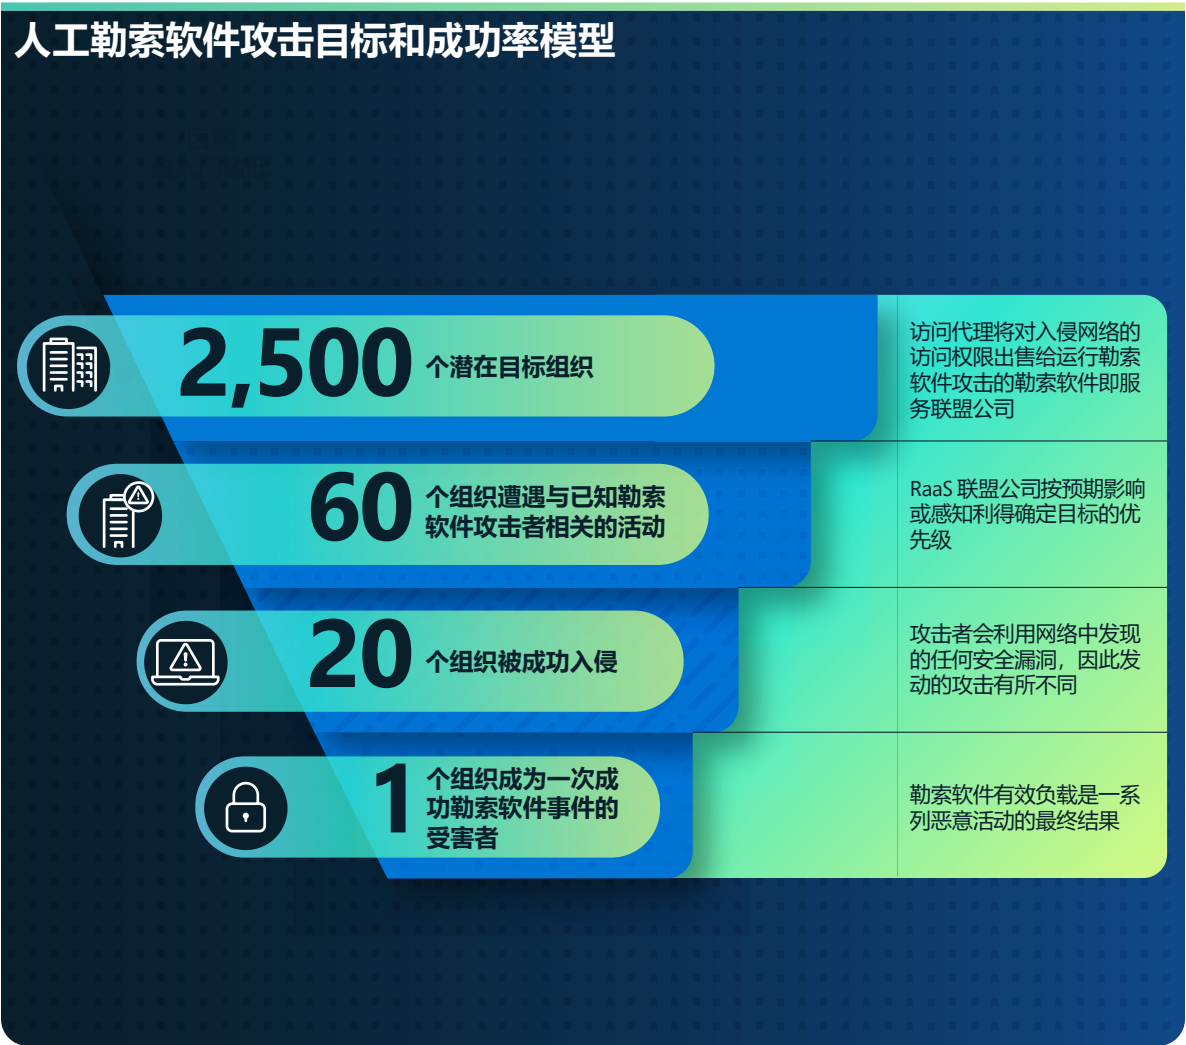 人工勒索软件攻击目标和成功率模型
2,500
个潜在目标组织
访问代理将对入侵网络的
访问权限出售给运行勒索
软件攻击的勒索软件即服
务联盟公司
60
个组织遭遇与已知勒索
软件攻击者相关的活动
RaaS 联盟公司按预期影响
或感知利得确定目标的优
先级
20
个组织被成功入侵
攻击者会利用网络中发现
的任何安全漏洞，因此发
动的攻击有所不同
1
个组织成为一次成
功勒索软件事件的
受害者
勒索软件有效负载是一系
列恶意活动的最终结果